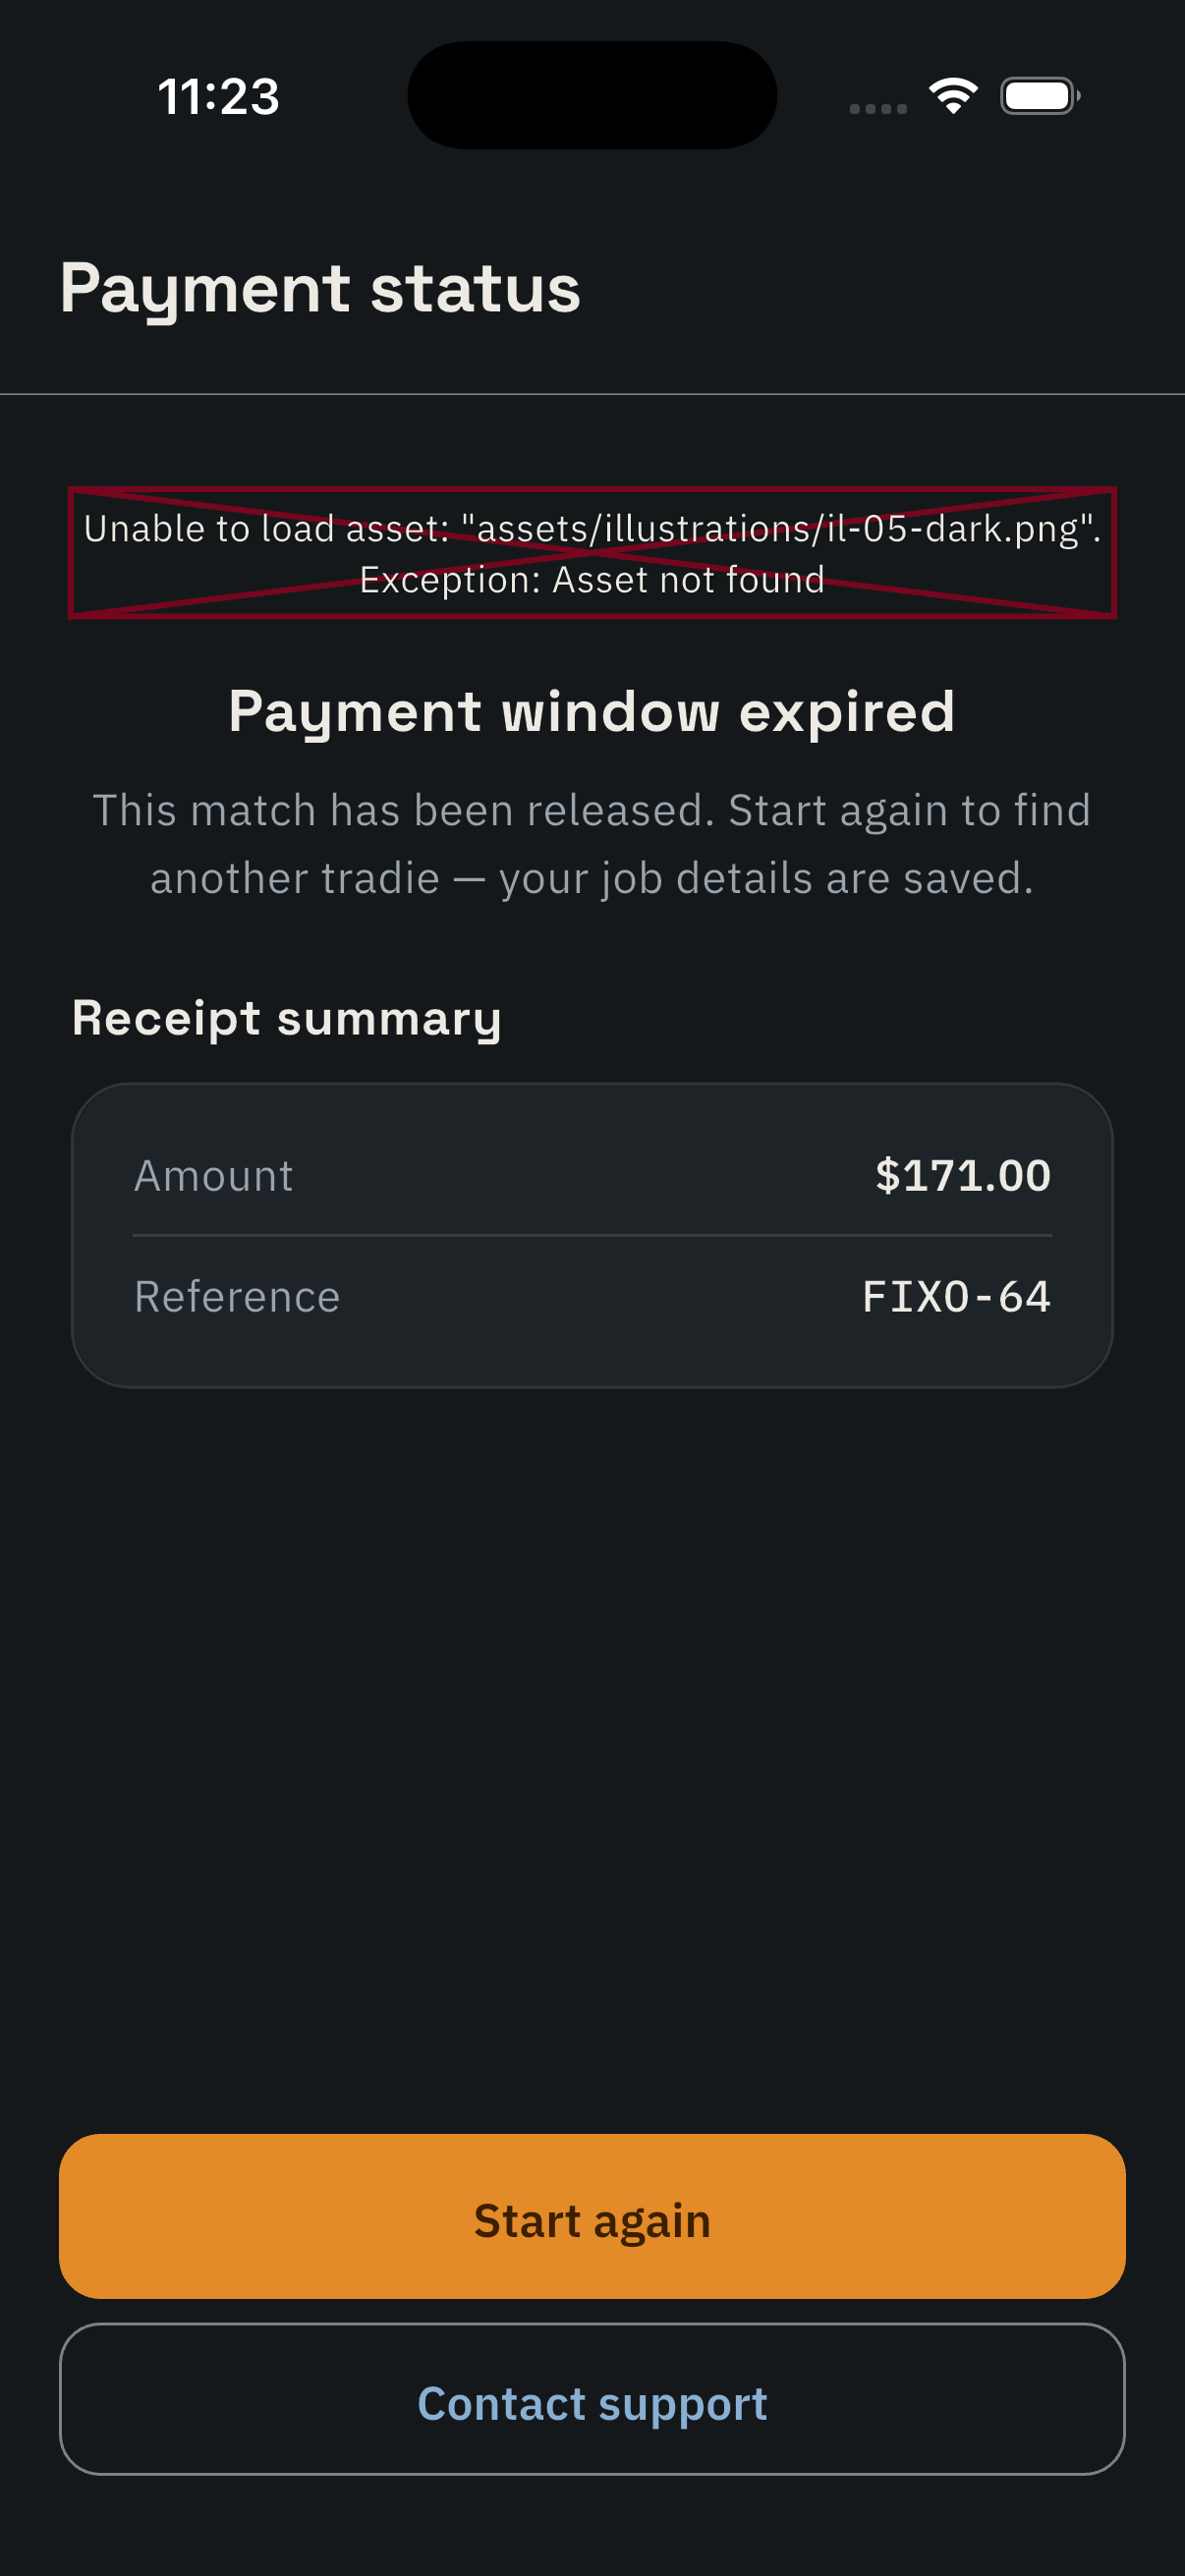 11:23
Payment status
Unable to load asset: "assets/illustrations/il-05-dark.png".
Exception: Asset not found
Payment window expired
This match has been released. Start again to find
another tradie — your job details are saved.
Receipt summary
Amount $171.00
Reference FIXO-64
Start again
Contact support